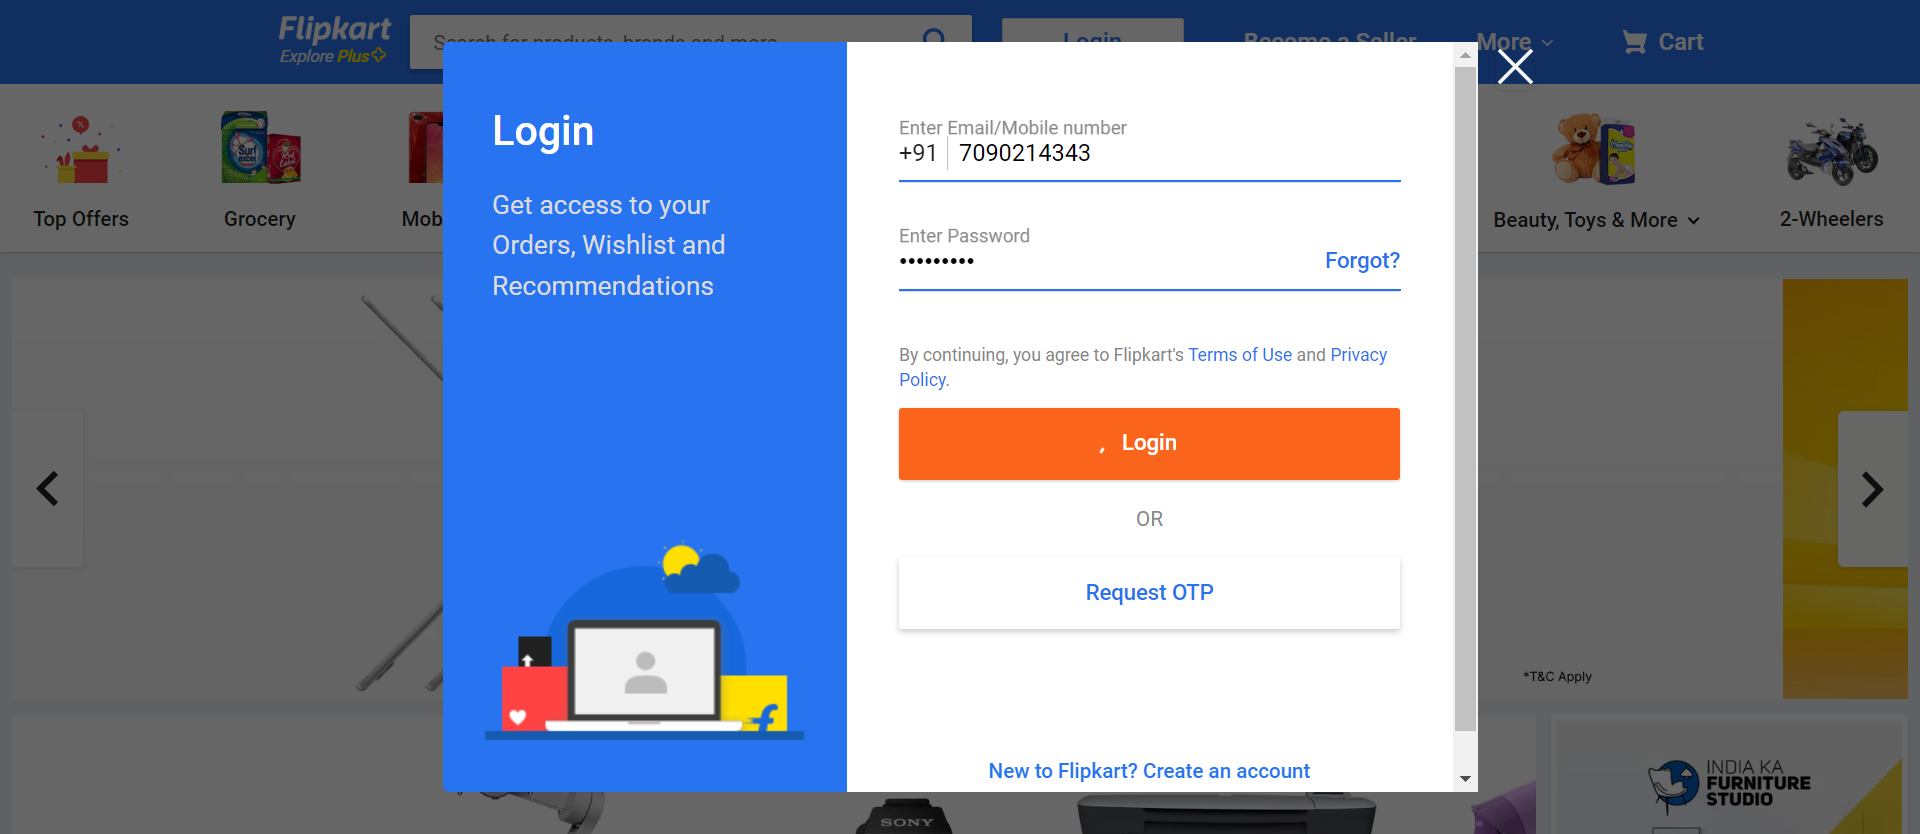 Flipkart
Explore Plus
Search for products, brands and more
Login
Become a Seller
More
Cart
Top Offers
Grocery
Mob
Beauty, Toys & More
2-Wheelers
Login
Get access to your
Orders, Wishlist and
Recommendations
Enter Email/Mobile number
+91 7090214343
Enter Password
Forgot?
By continuing, you agree to Flipkart's Terms of Use and Privacy
Policy.
Login
OR
Request OTP
New to Flipkart? Create an account
*T&C Apply
INDIA KA
FURNITURE
STUDIO
SONY
Surf
excel